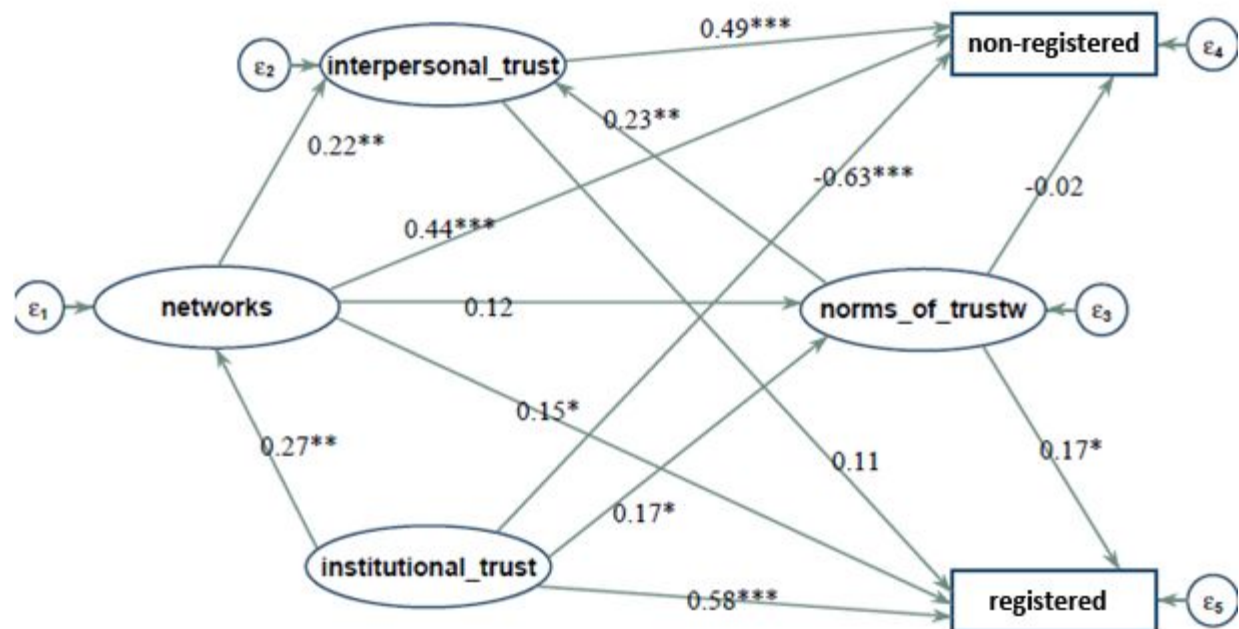 0.49***
non-registered
ε4
ε2
interpersonal_trust
0.23**
0.22**
-0.63***
-0.02
0.44***
ε1
networks
0.12
norms_of_trustw
ε3
0.15*
0.27**
0.11
0.17*
0.17*
institutional_trust
0.58***
registered
ε5